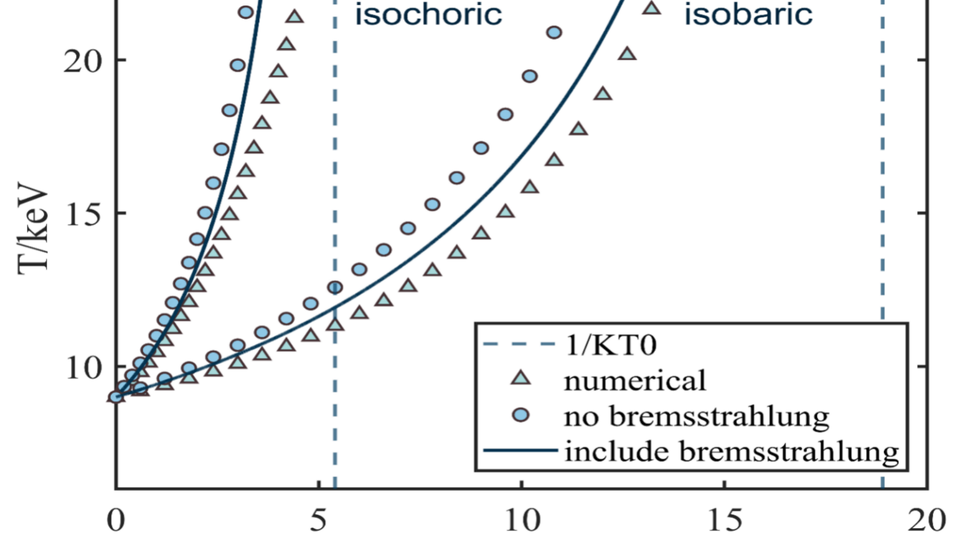 isochoric
isobaric
20
15
10
T/keV
1/KT0
numerical
no bremsstrahlung
include bremsstrahlung
0
5
10
15
20